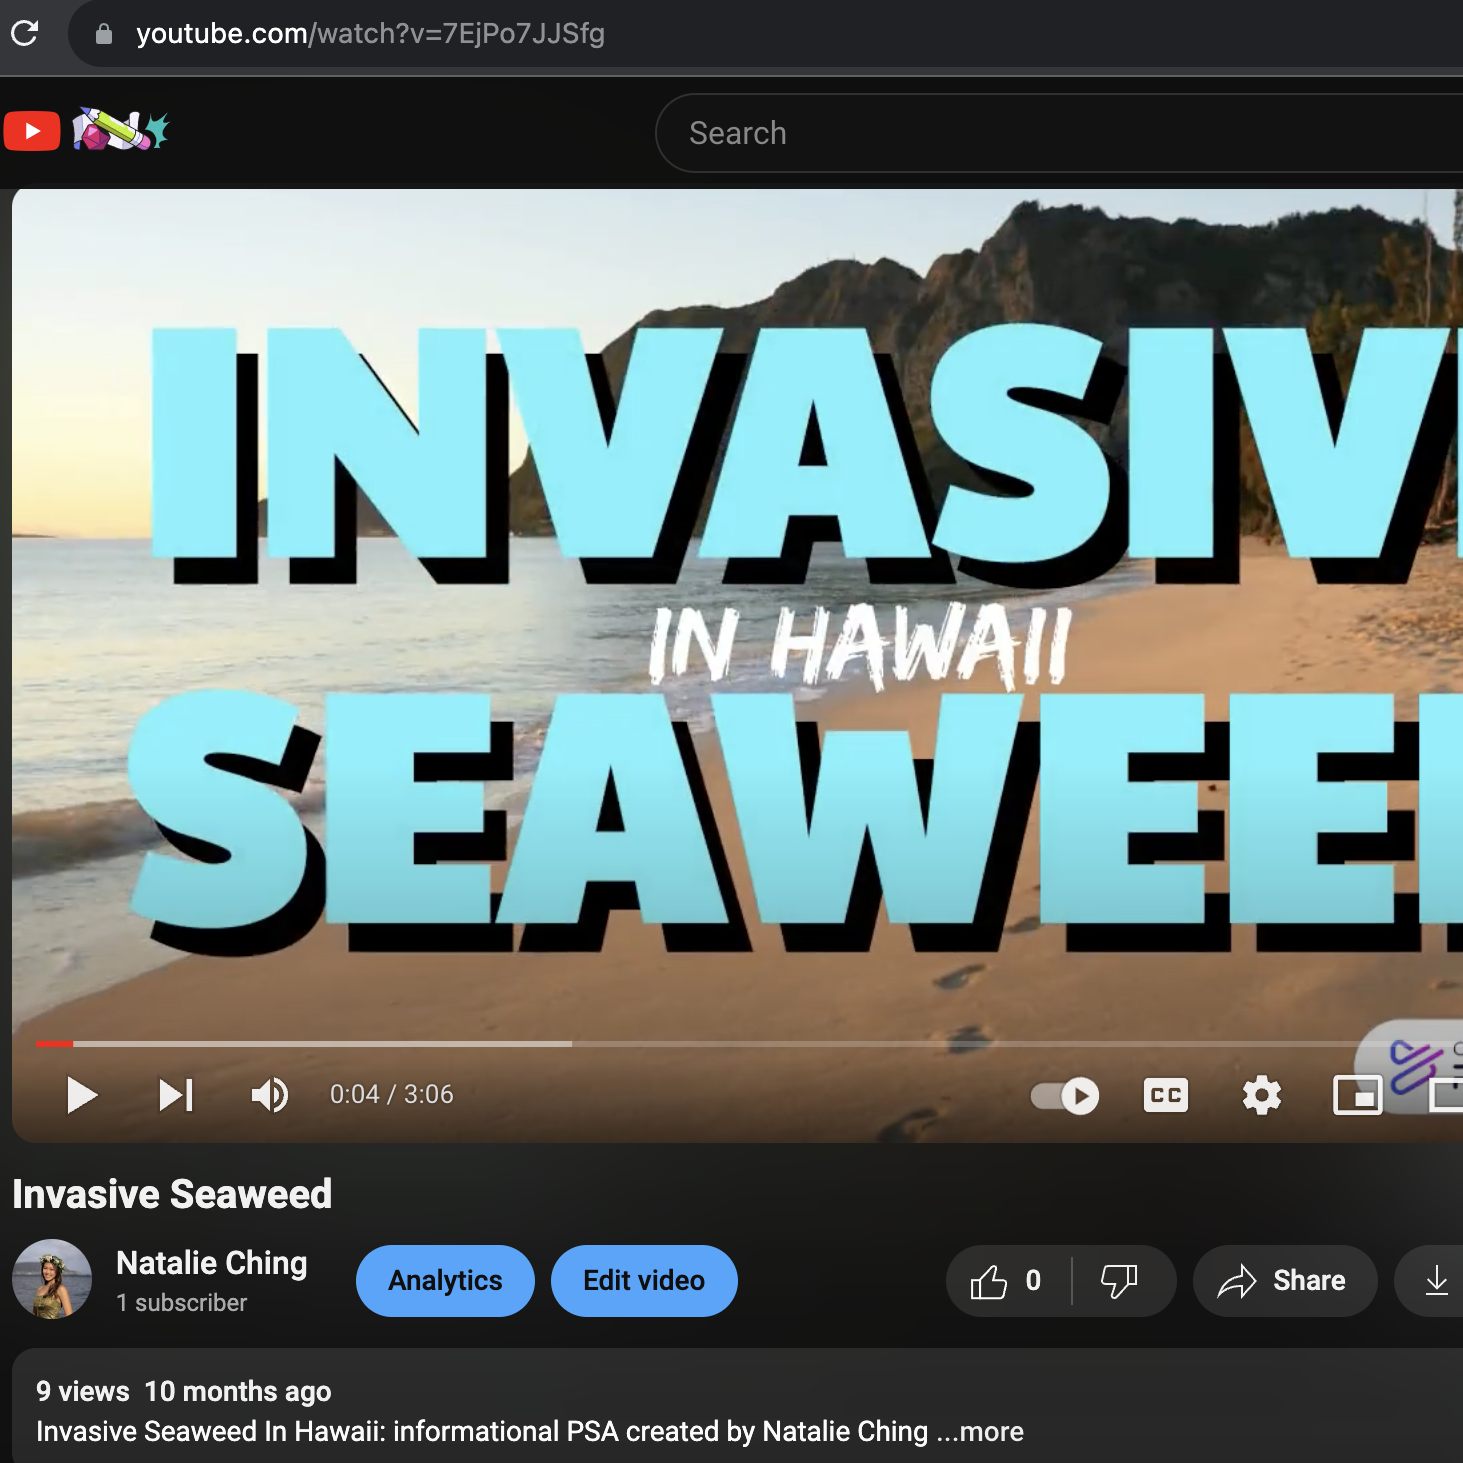 youtube.com/watch?v=7EjPo7JJSfg
Search
INVASIV
IN HAWAII
SEAWEE
0:04 / 3:06
CC
Invasive Seaweed
Natalie Ching
1 subscriber
Analytics
Edit video
0
Share
9 views 10 months ago
Invasive Seaweed In Hawaii: informational PSA created by Natalie Ching ...more